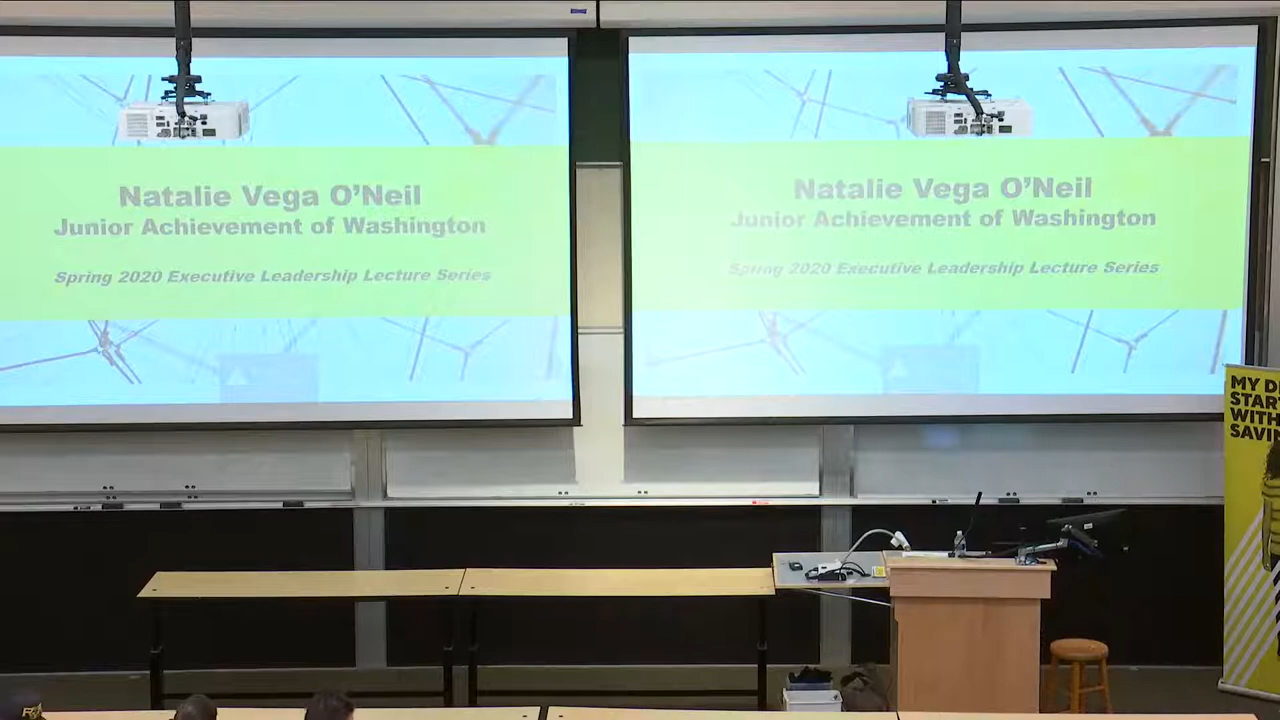 Natalie Vega O'Neil
Junior Achievement of Washington
Spring 2020 Executive Leadership Lecture Series
Natalie Vega O'Neil
Junior Achievement of Washington
Spring 2020 Executive Leadership Lecture Series
MY D
STAR
WITH
SAVI